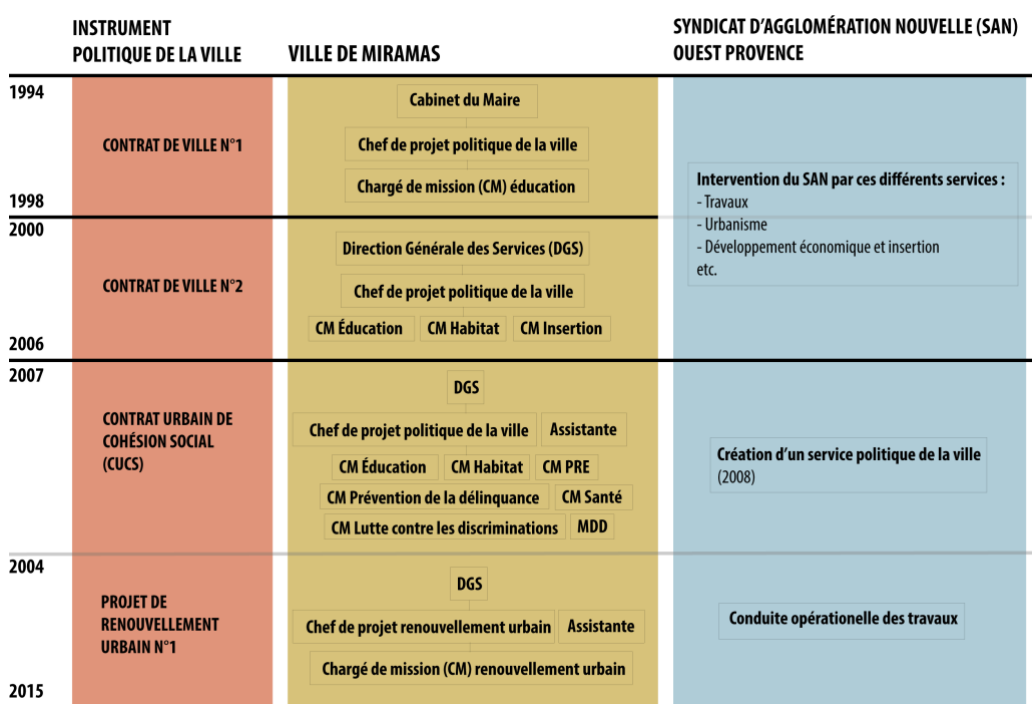 INSTRUMENT
POLITIQUE DE LA VILLE
VILLE DE MIRAMAS
SYNDICAT D'AGGLOMÉRATION NOUVELLE (SAN)
OUEST PROVENCE
1994
CONTRAT DE VILLE N°1
1998
Cabinet du Maire
Chef de projet politique de la ville
Chargé de mission (CM) éducation
Intervention du SAN par ces différents services :
- Travaux
- Urbanisme
- Développement économique et insertion
etc.
2000
CONTRAT DE VILLE N°2
2006
Direction Générale des Services (DGS)
Chef de projet politique de la ville
CM Éducation CM Habitat CM Insertion
2007
CONTRAT URBAIN DE
COHÉSION SOCIAL
(CUCS)
DGS
Chef de projet politique de la ville Assistante
CM Éducation CM Habitat CM PRE
CM Prévention de la délinquance CM Santé
CM Lutte contre les discriminations MDD
Création d'un service politique de la ville
(2008)
2004
PROJET DE
RENOUVELLEMENT
URBAIN N°1
2015
DGS
Chef de projet renouvellement urbain Assistante
Chargé de mission (CM) renouvellement urbain
Conduite opérationelle des travaux